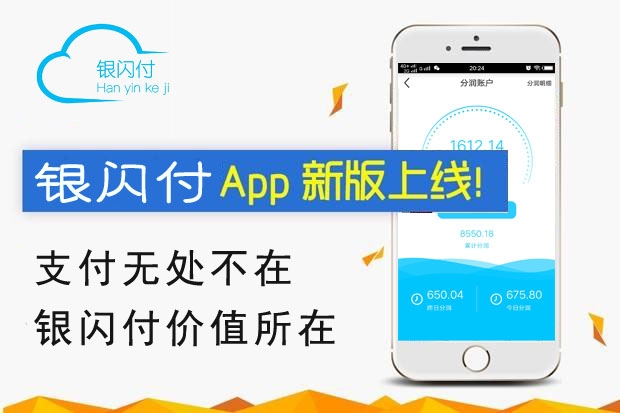 银闪付
Han yin ke ji
银闪付App新版上线!
支付无处不在
银闪付价值所在
20:24
分润账户
分润明细
1612.14
8550.18
累计分润
650.04
昨日分润
675.80
今日分润